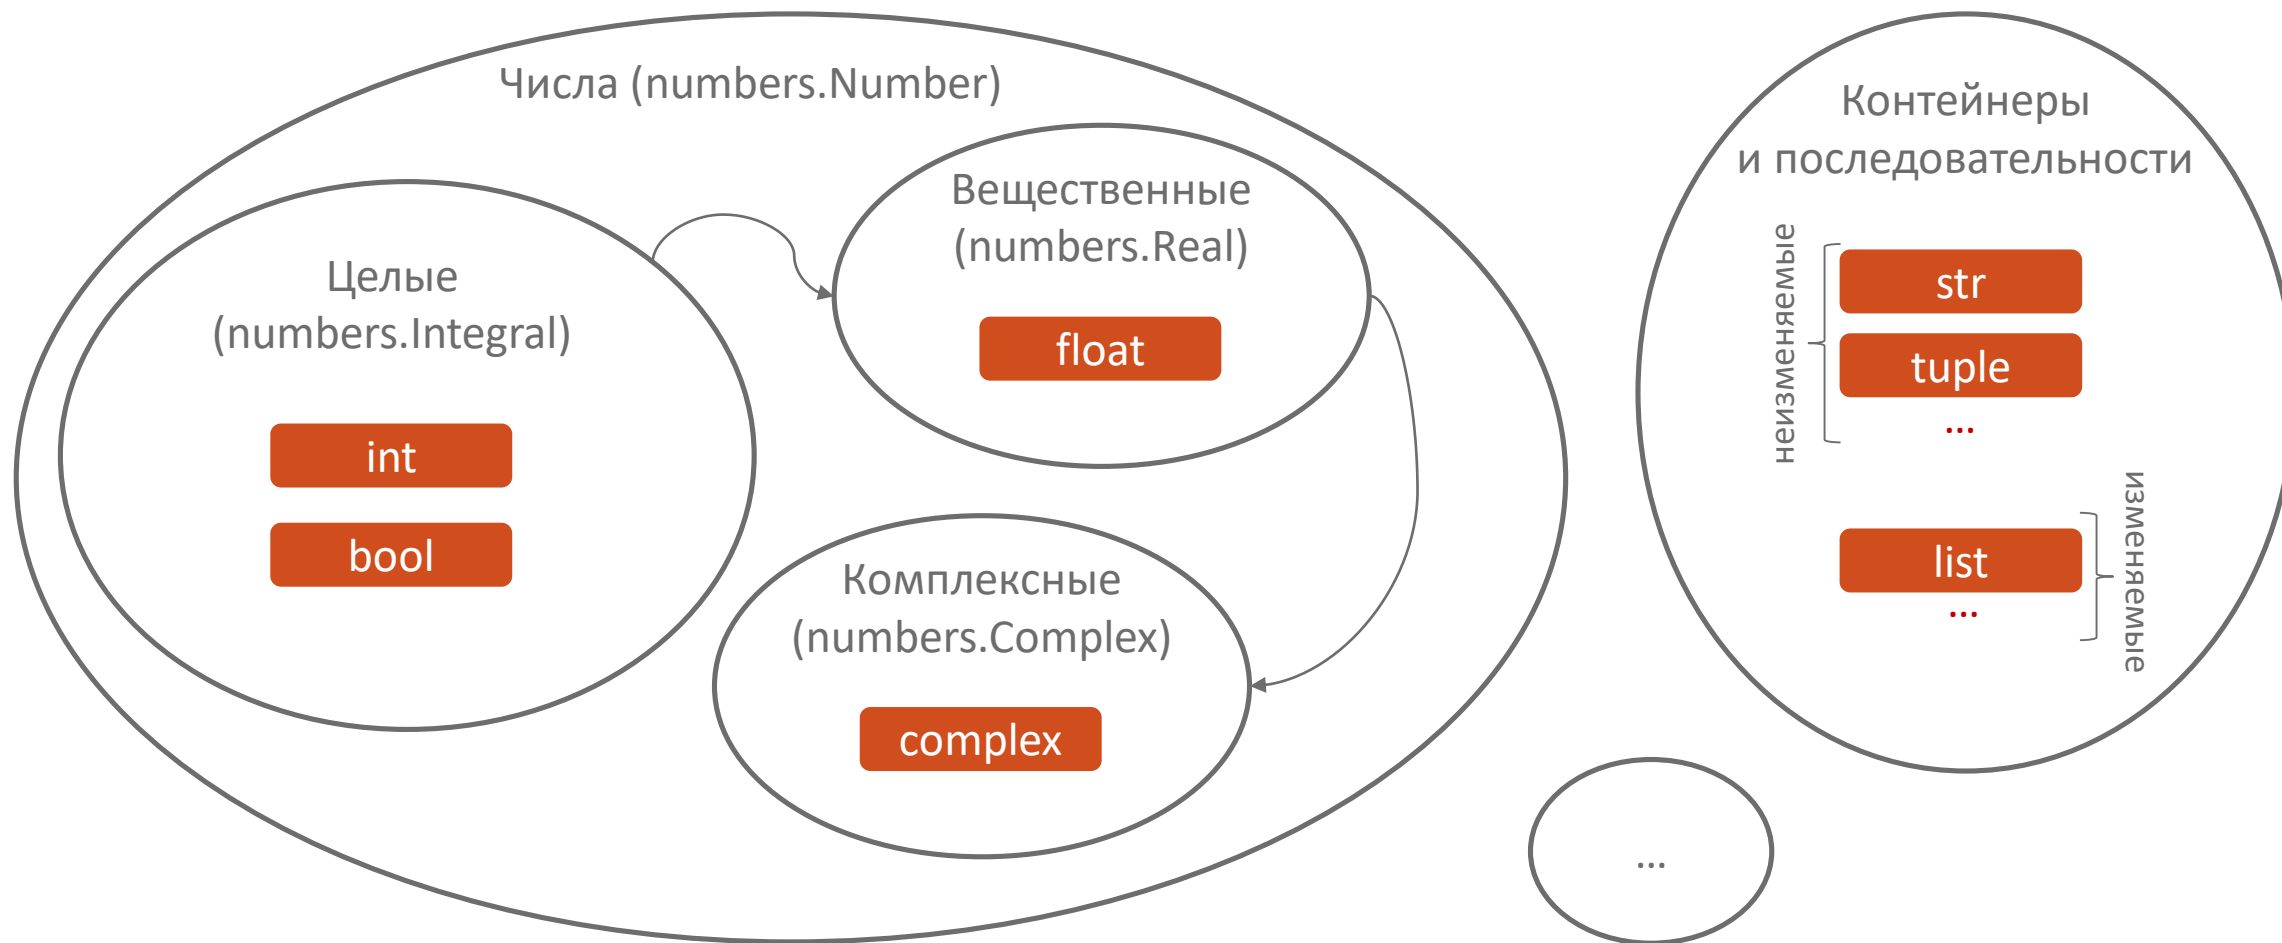 Числа (numbers.Number)
Целые
(numbers.Integral)
int
bool
Вещественные
(numbers.Real)
float
Комплексные
(numbers.Complex)
complex
Контейнеры
и последовательности
неизменяемые
str
tuple
...
изменяемые
list
...
...